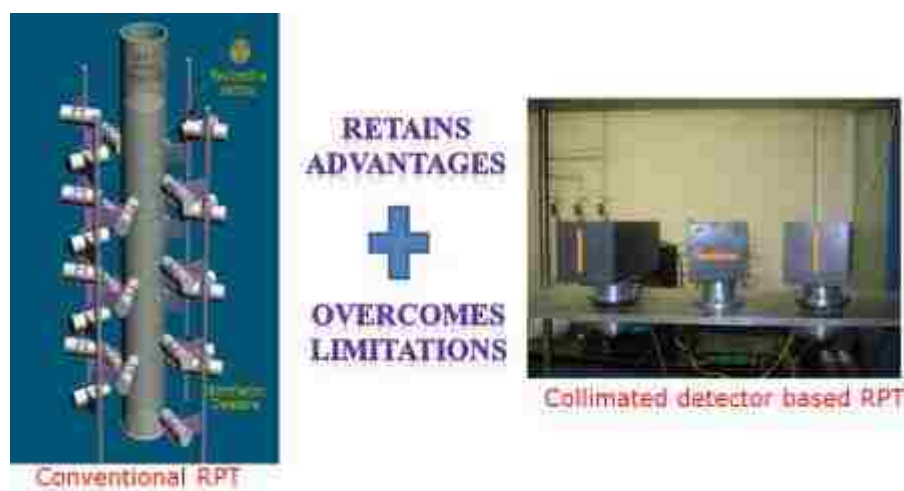 RETAINS
ADVANTAGES
OVERCOMES
LIMITATIONS
Collimated detector based RPT
Conventional RPT